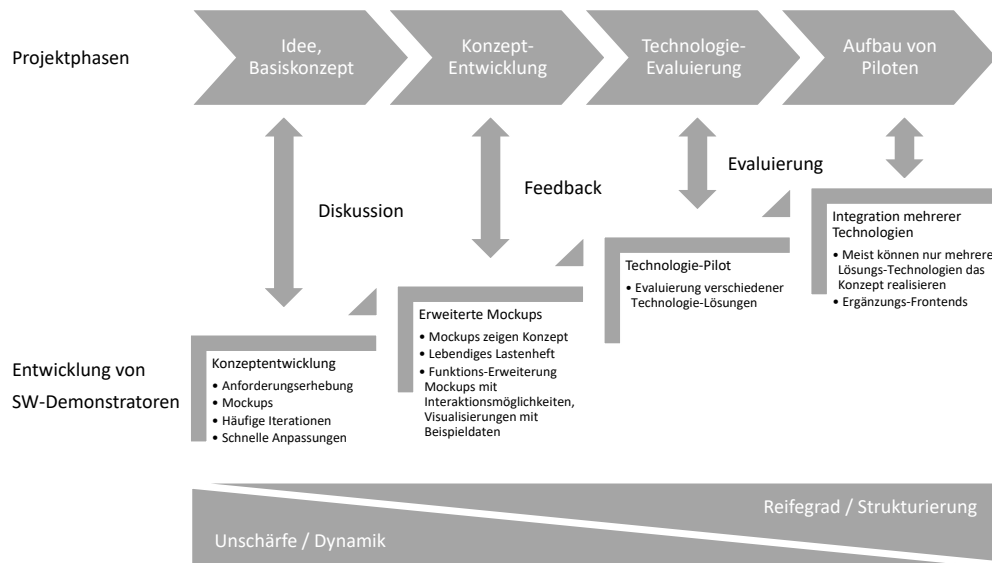 Projektphasen
Idee,
Basiskonzept
Konzept-
Entwicklung
Technologie-
Evaluierung
Aufbau von
Piloten
Diskussion
Feedback
Evaluierung
Entwicklung von
SW-Demonstratoren
Konzeptentwicklung
• Anforderungserhebung
• Mockups
• Häufige Iterationen
• Schnelle Anpassungen
Erweiterte Mockups
• Mockups zeigen Konzept
• Lebendiges Lastenheft
• Funktions-Erweiterung
Mockups mit
Interaktionsmöglichkeiten,
Visualisierungen mit
Beispieldaten
Technologie-Pilot
• Evaluierung verschiedener
Technologie-Lösungen
Integration mehrerer
Technologien
• Meist können nur mehrere
Lösungs-Technologien das
Konzept realisieren
• Ergänzungs-Frontends
Reifegrad / Strukturierung
Unschärfe / Dynamik